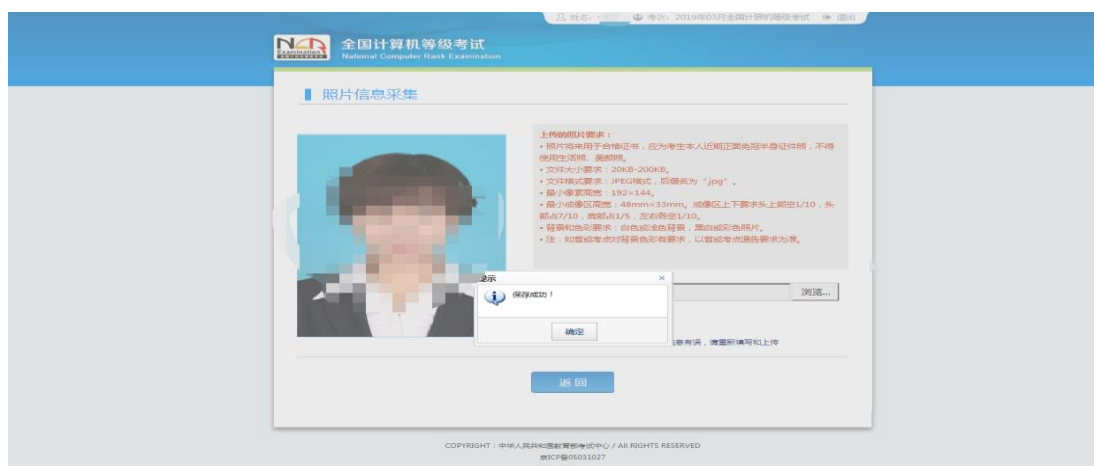 姓名:
考次: 2019年03月全国计算机等级考试
退出
NCR
Examination
全国计算机等级考试
National Computer Rank Examination
照片信息采集
上传的照片要求:
• 照片将来用于合格证书,应为考生本人近期正面免冠半身证件照,不得
使用生活照、美颜照。
• 文件大小要求:20KB-200KB。
• 文件格式要求:JPEG格式,后缀名为“.jpg”。
• 最小像素高宽:192×144。
• 最小成像区高宽:48mm×33mm。成像区上下要求头上部空1/10,头
部占7/10,肩部占1/5,左右各空1/10。
• 背景和色彩要求:白色或浅色背景,黑白或彩色照片。
• 注:如省或考点对背景色彩有要求,以省或考点通告要求为准。
提示
×
保存成功!
浏览...
确定
息有误,请重新填写和上传
返 回
COPYRIGHT:中华人民共和国教育部考试中心 / All RIGHTS RESERVED
京ICP备05031027